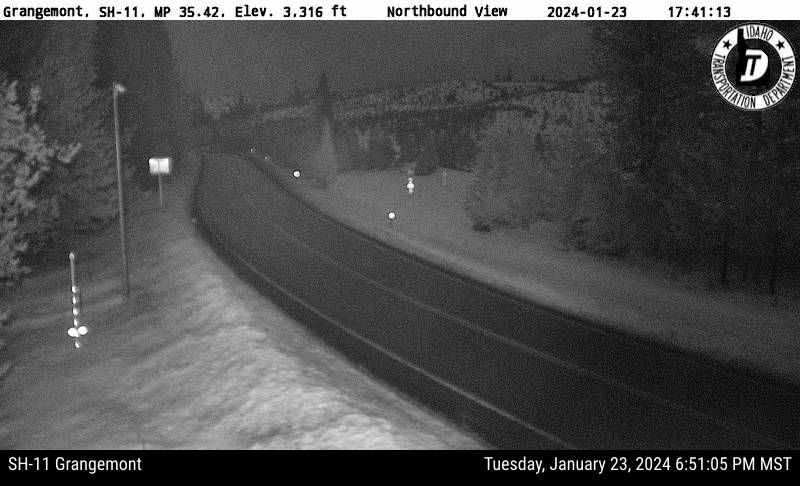 Grangemont, SH-11, MP 35.42, Elev. 3,316 ft Northbound View 2024-01-23 17:41:13
IDAHO
TRANSPORTATION DEPARTMENT
SH-11 Grangemont Tuesday, January 23, 2024 6:51:05 PM MST